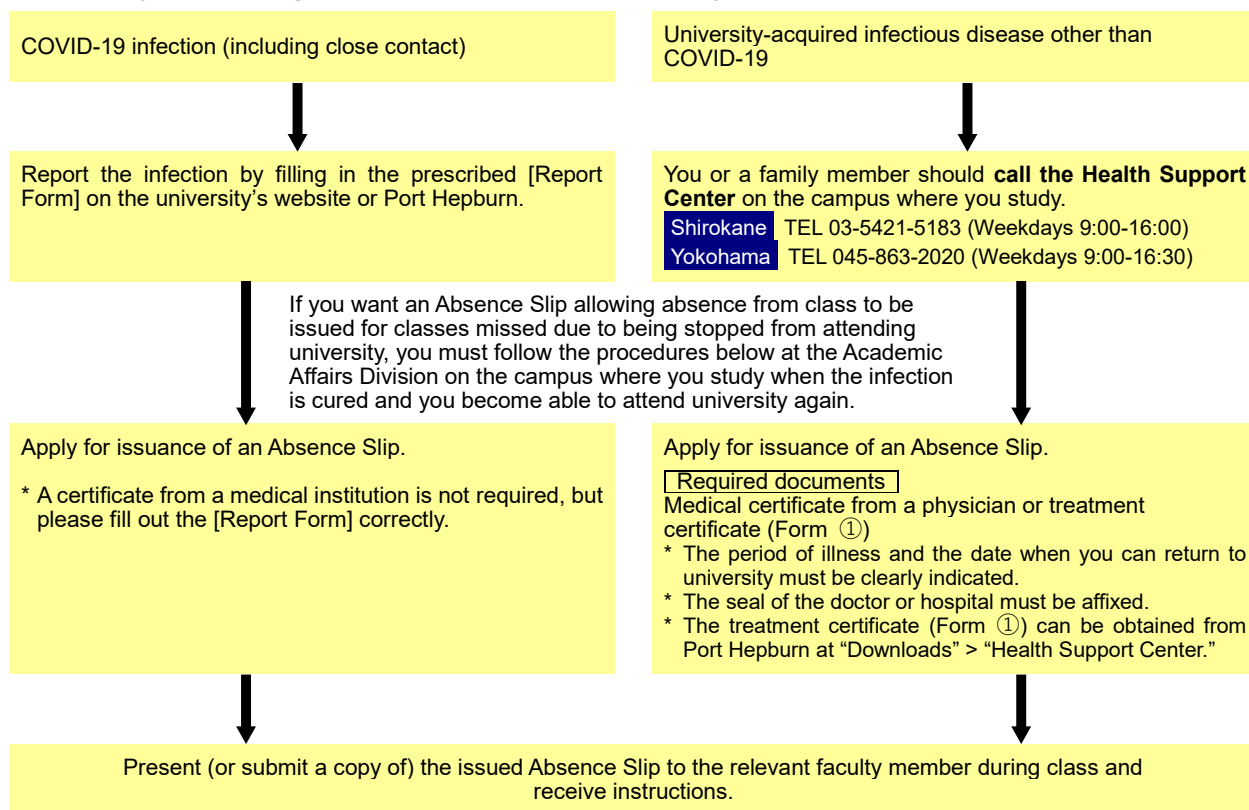 COVID-19 infection (including close contact)
University-acquired infectious disease other than
COVID-19
Report the infection by filling in the prescribed [Report
Form] on the university's website or Port Hepburn.
You or a family member should call the Health Support
Center on the campus where you study.
Shirokane TEL 03-5421-5183 (Weekdays 9:00-16:00)
Yokohama TEL 045-863-2020 (Weekdays 9:00-16:30)
If you want an Absence Slip allowing absence from class to be
issued for classes missed due to being stopped from attending
university, you must follow the procedures below at the Academic
Affairs Division on the campus where you study when the infection
is cured and you become able to attend university again.
Apply for issuance of an Absence Slip.
* A certificate from a medical institution is not required, but
please fill out the [Report Form] correctly.
Apply for issuance of an Absence Slip.
Required documents
Medical certificate from a physician or treatment
certificate (Form ①)
* The period of illness and the date when you can return to
university must be clearly indicated.
* The seal of the doctor or hospital must be affixed.
* The treatment certificate (Form ①) can be obtained from
Port Hepburn at “Downloads” > “Health Support Center.”
Present (or submit a copy of) the issued Absence Slip to the relevant faculty member during class and
receive instructions.